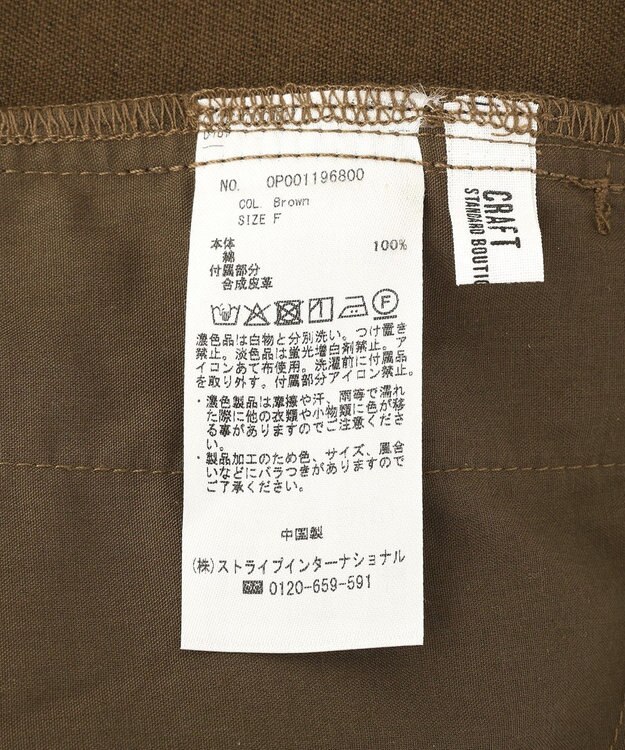 NO. OP001196800
COL. Brown
SIZE F
本体
綿 100%
付属部分
合成皮革
濃色品は白物と分別洗い。つけ置き
禁止。淡色品は蛍光増白剤禁止。ア
イコンあて布使用。洗濯前に付属品
を取り外す。付属部分アイロン禁止。
・濃色製品は摩擦や汗、雨等で濡れ
た際に他の衣類や小物類に色が移
る事がありますのでご注意くださ
い。
・製品加工のため色、サイズ、風合
いなどにバラつきがありますので
ご了承ください。
中国製
(株)ストライプインターナショナル
0120-659-591
CRAFT
STANDARD BOUTIQ